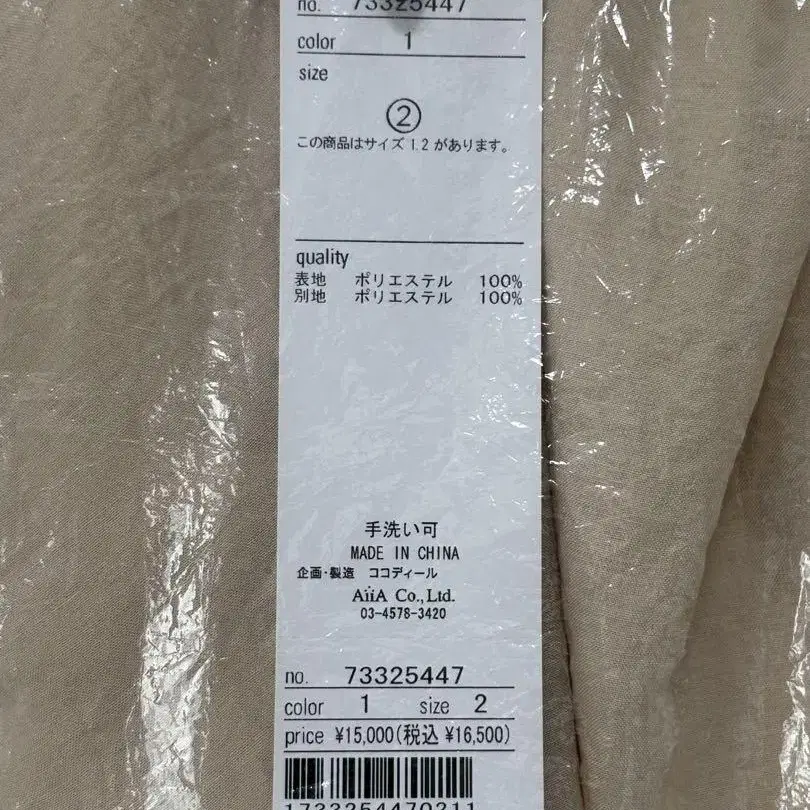 no. 73325447
color 1
size
②
この商品はサイズ 1.2 があります。
quality
表地 ポリエステル 100%
別地 ポリエステル 100%
手洗い可
MADE IN CHINA
企画・製造 ココディール
AiiA Co., Ltd.
03-4578-3420
no. 73325447
color 1 size 2
price ¥15,000(税込 ¥16,500)
1733254470211